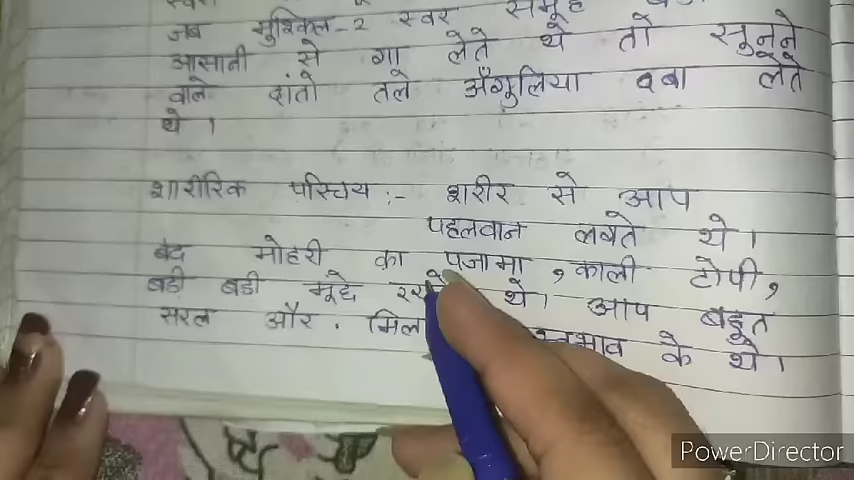 जब मुश्किल-2 स्वर समूह
आसानी से गा लेते थे तो सुनने
वाले दांतो तले अँगुलिया दबा लेते
थे ।
शारीरिक परिचय :- शरीर से आप
पहलवान लगते थे ।
बंद मोहरी का पजामा , काली टोपी,
बडी बडी मूंछे थे। आप बहुत
सरल और . मिल स्वभाव के थे ।
PowerDirector